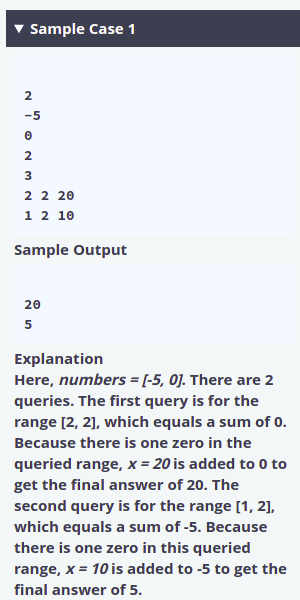 ▼ Sample Case 1
2
-5
0
2
3
2 2 20
1 2 10
Sample Output
20
5
Explanation
Here, numbers = [-5, 0]. There are 2
queries. The first query is for the
range [2, 2], which equals a sum of 0.
Because there is one zero in the
queried range, x = 20 is added to 0 to
get the final answer of 20. The
second query is for the range [1, 2],
which equals a sum of -5. Because
there is one zero in this queried
range, x = 10 is added to -5 to get the
final answer of 5.